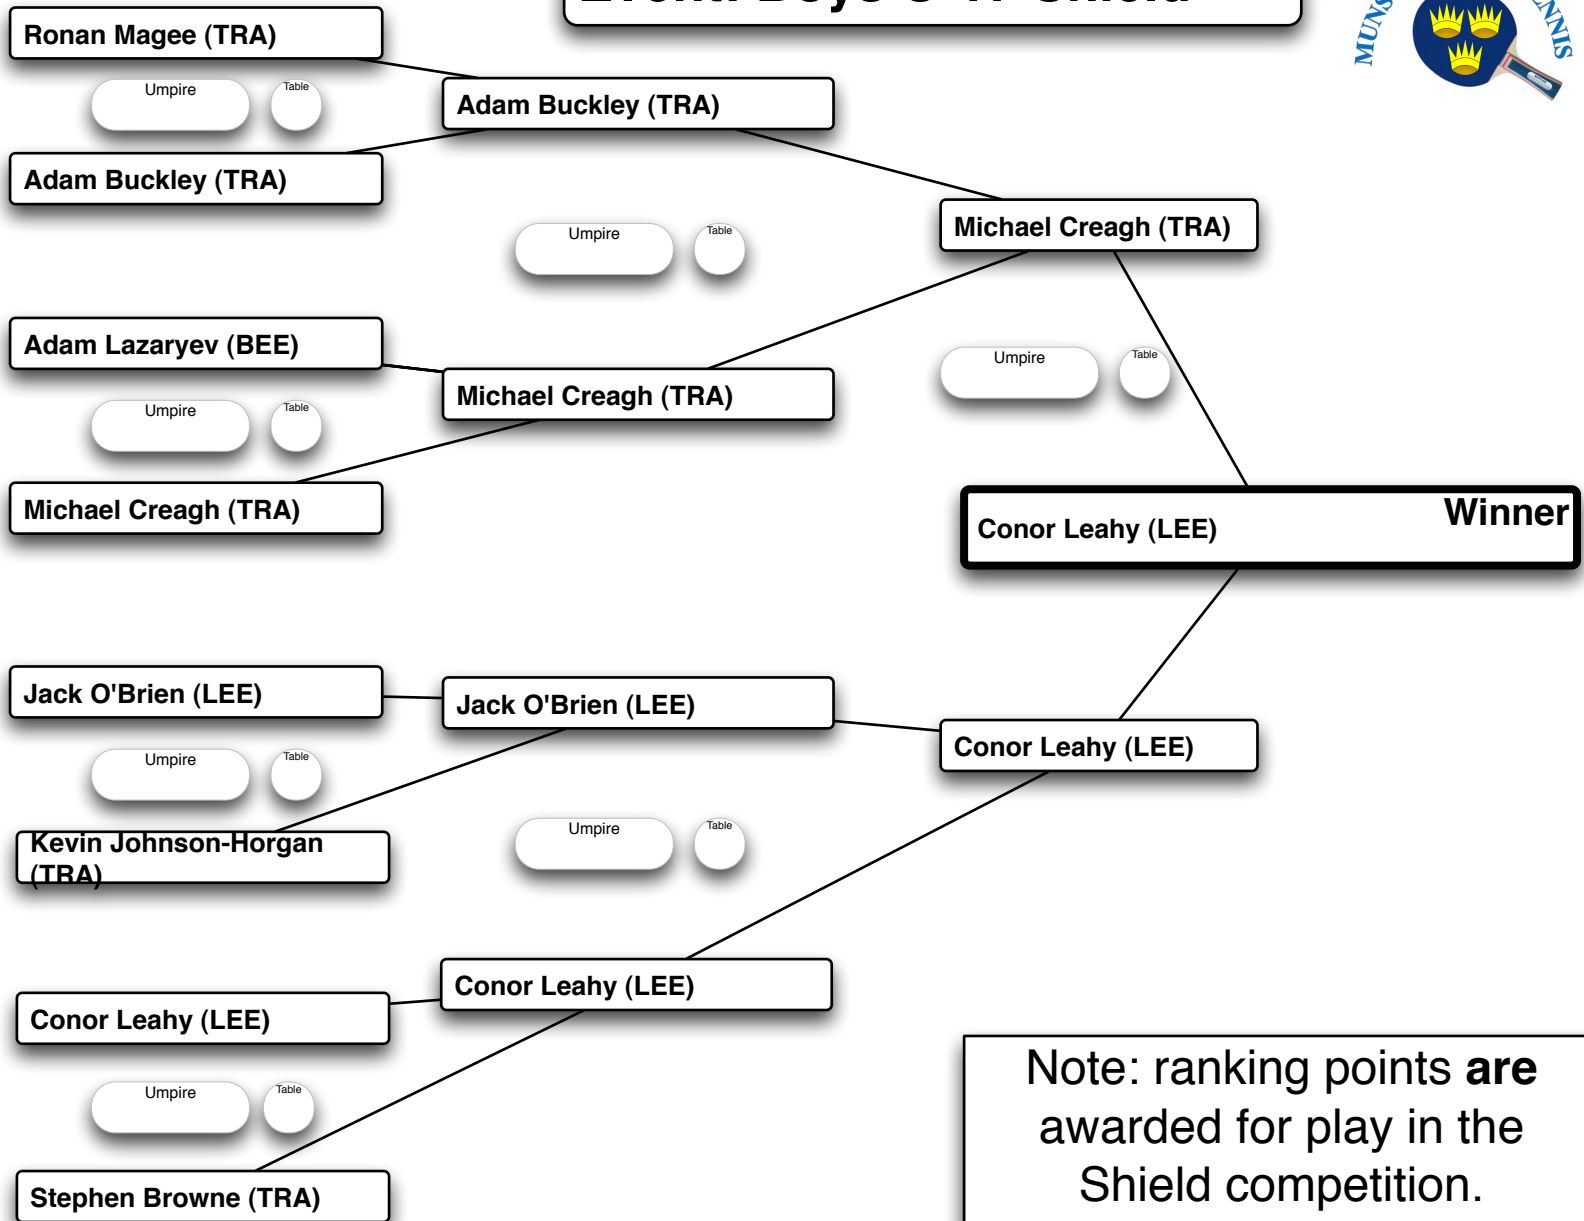 Ronan Magee (TRA)
MUNS
ENNIS
Umpire
Table
Adam Buckley (TRA)
Adam Buckley (TRA)
Umpire
Table
Michael Creagh (TRA)
Adam Lazaryev (BEE)
Umpire
Table
Michael Creagh (TRA)
Umpire
Table
Michael Creagh (TRA)
Winner
Conor Leahy (LEE)
Jack O'Brien (LEE)
Jack O'Brien (LEE)
Conor Leahy (LEE)
Umpire
Table
Kevin Johnson-Horgan
(TRA)
Umpire
Table
Conor Leahy (LEE)
Conor Leahy (LEE)
Umpire
Table
Stephen Browne (TRA)
Note: ranking points are
awarded for play in the
Shield competition.